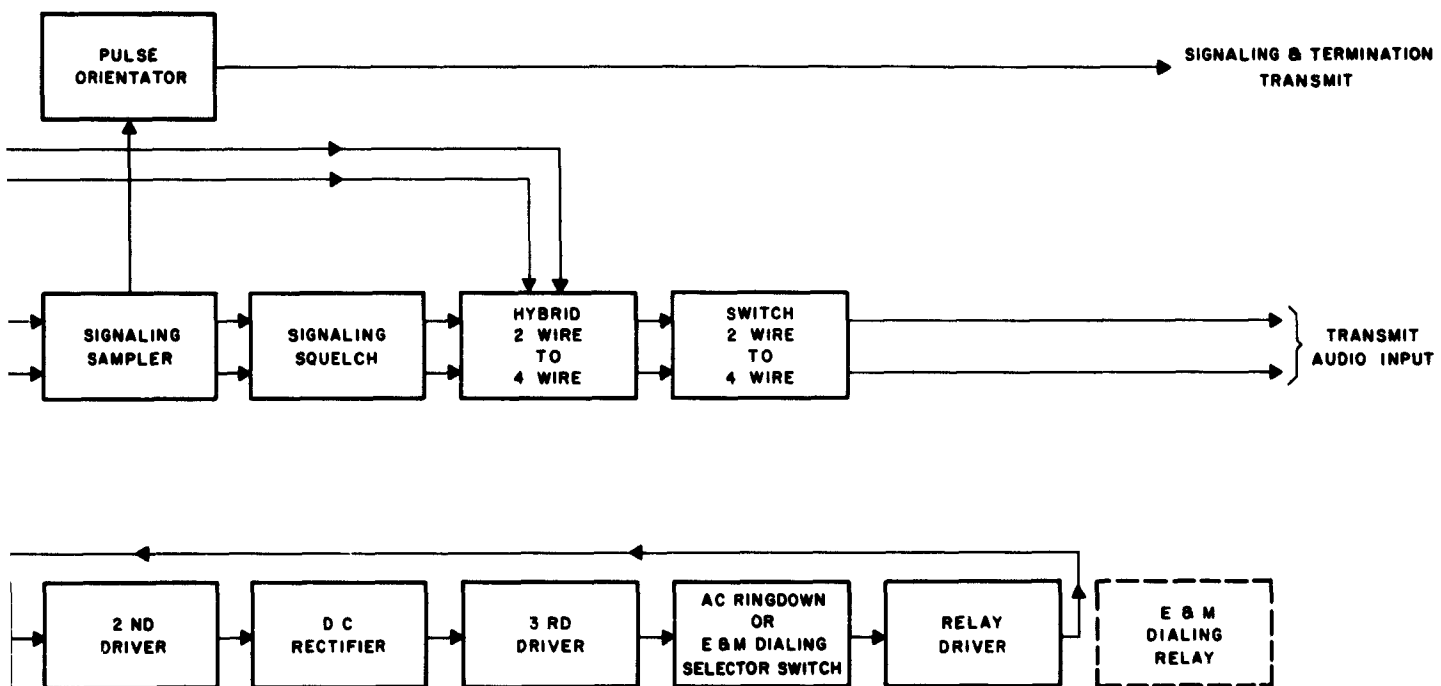 PULSE
ORIENTATOR
SIGNALING & TERMINATION
TRANSMIT
SIGNALING
SAMPLER
SIGNALING
SQUELCH
HYBRID
2 WIRE
TO
4 WIRE
SWITCH
2 WIRE
TO
4 WIRE
TRANSMIT
AUDIO INPUT
2 ND
DRIVER
D C
RECTIFIER
3 RD
DRIVER
AC RINGDOWN
OR
E & M DIALING
SELECTOR SWITCH
RELAY
DRIVER
E & M
DIALING
RELAY